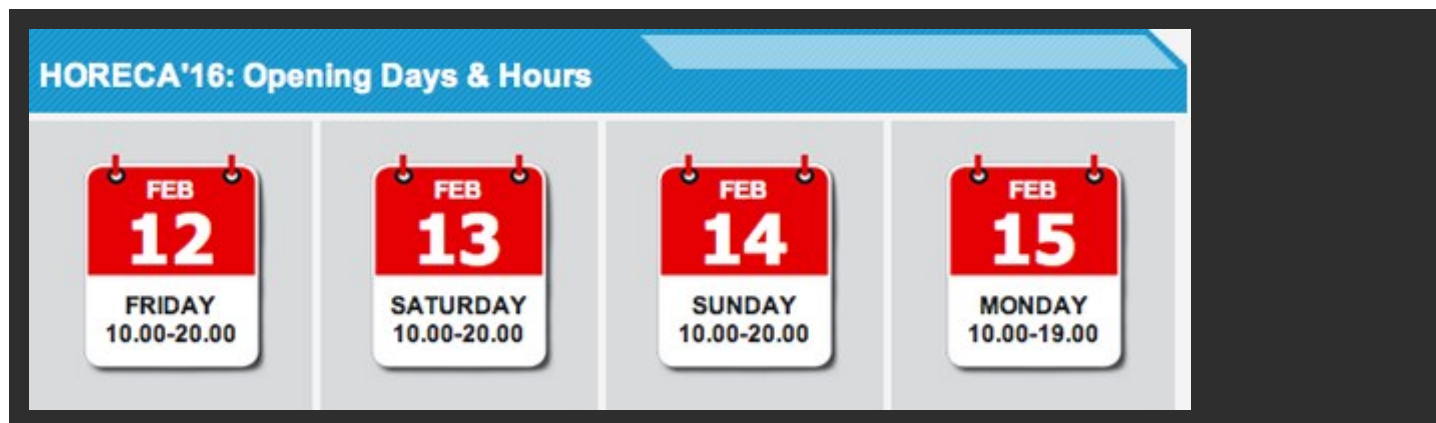 HORECA'16: Opening Days & Hours
FEB
12
FRIDAY
10.00-20.00
FEB
13
SATURDAY
10.00-20.00
FEB
14
SUNDAY
10.00-20.00
FEB
15
MONDAY
10.00-19.00